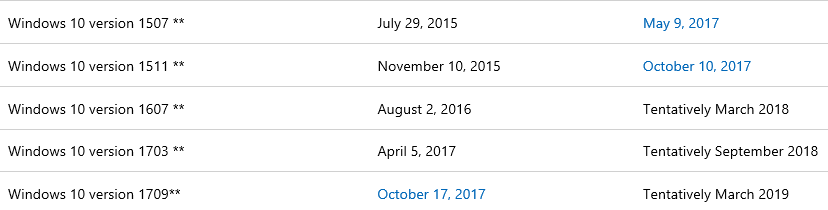 Windows 10 version 1507 ** July 29, 2015 May 9, 2017
Windows 10 version 1511 ** November 10, 2015 October 10, 2017
Windows 10 version 1607 ** August 2, 2016 Tentatively March 2018
Windows 10 version 1703 ** April 5, 2017 Tentatively September 2018
Windows 10 version 1709** October 17, 2017 Tentatively March 2019